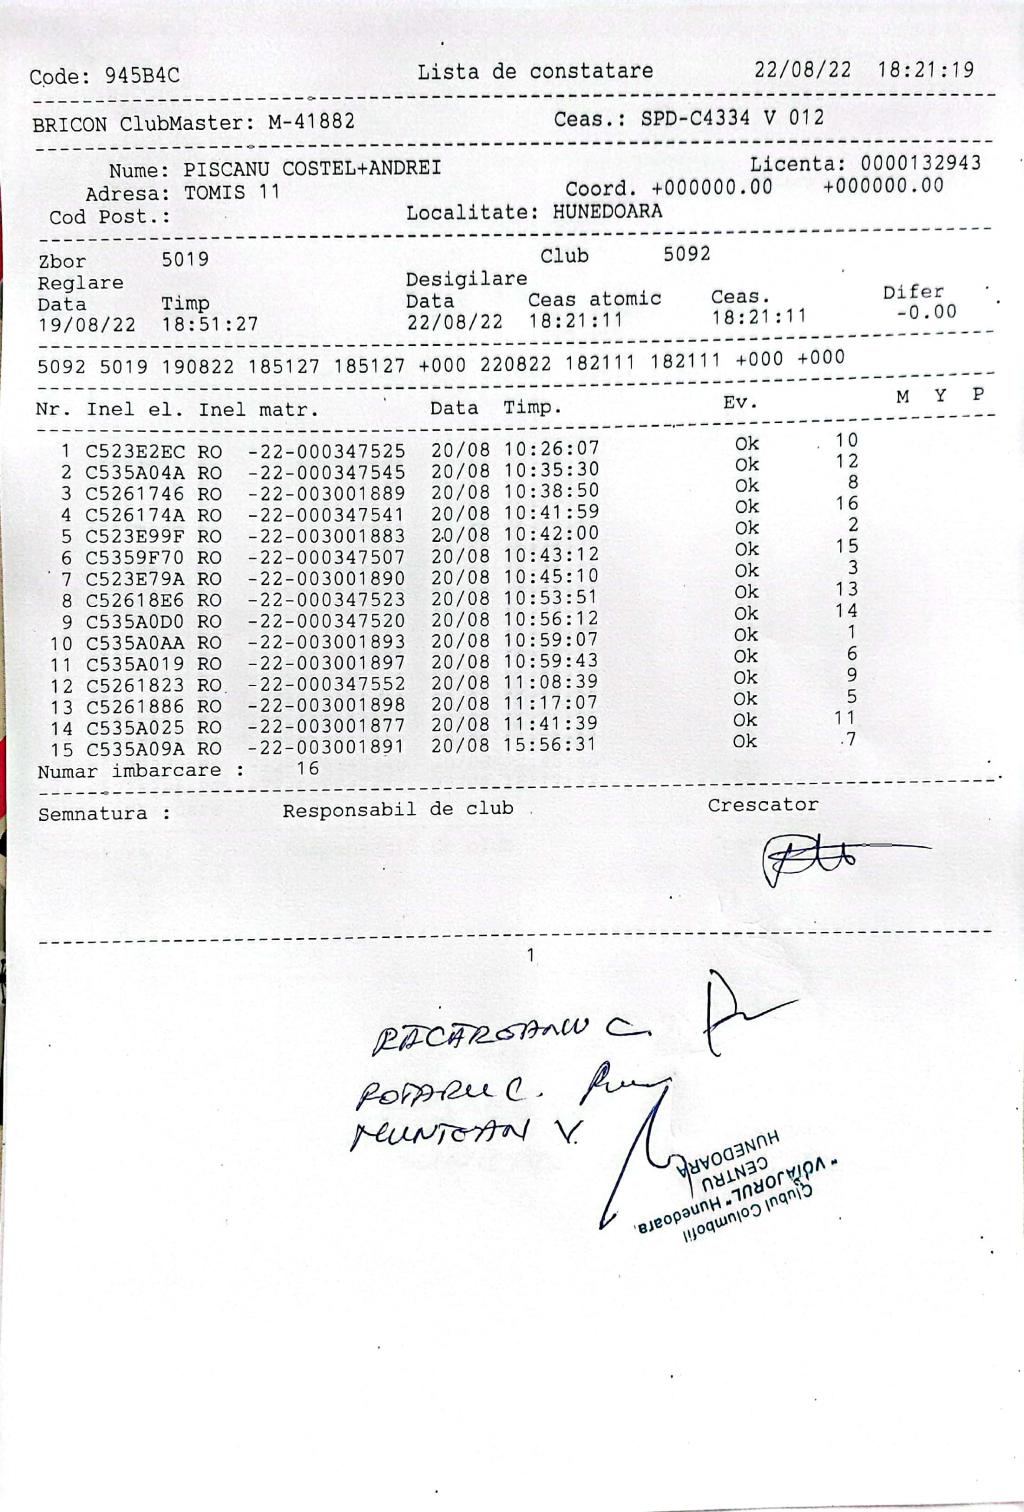 Code: 945B4C Lista de constatare 22/08/22 18:21:19
BRICON ClubMaster: M-41882 Ceas.: SPD-C4334 V 012
Nume: PISCANU COSTEL+ANDREI Licenta: 0000132943
Adresa: TOMIS 11 Coord. +000000.00 +000000.00
Cod Post.: Localitate: HUNEDOARA
Zbor 5019 Club 5092
Reglare Desigilare
Data Timp Data Ceas atomic Ceas. Difer
19/08/22 18:51:27 22/08/22 18:21:11 18:21:11 -0.00
5092 5019 190822 185127 185127 +000 220822 182111 182111 +000 +000
Nr. Inel el. Inel matr. Data Timp. Ev. M Y P
1 C523E2EC RO -22-000347525 20/08 10:26:07 Ok 10
2 C535A04A RO -22-000347545 20/08 10:35:30 Ok 12
3 C5261746 RO -22-003001889 20/08 10:38:50 Ok 8
4 C526174A RO -22-000347541 20/08 10:41:59 Ok 16
5 C523E99F RO -22-003001883 20/08 10:42:00 Ok 2
6 C5359F70 RO -22-000347507 20/08 10:43:12 Ok 15
7 C523E79A RO -22-003001890 20/08 10:45:10 Ok 3
8 C52618E6 RO -22-000347523 20/08 10:53:51 Ok 13
9 C535A0D0 RO -22-000347520 20/08 10:56:12 Ok 14
10 C535A0AA RO -22-003001893 20/08 10:59:07 Ok 1
11 C535A019 RO -22-003001897 20/08 10:59:43 Ok 6
12 C5261823 RO -22-000347552 20/08 11:08:39 Ok 9
13 C5261886 RO -22-003001898 20/08 11:17:07 Ok 5
14 C535A025 RO -22-003001877 20/08 11:41:39 Ok 11
15 C535A09A RO -22-003001891 20/08 15:56:31 Ok 7
Numar imbarcare : 16
Semnatura : Responsabil de club Crescator
1
RACAROANU C.
ROTARU C.
MUNTOAN V.
Clubul Columbofil
"VOIAJORUL" Hunedoara
CENTRU
HUNEDOARA